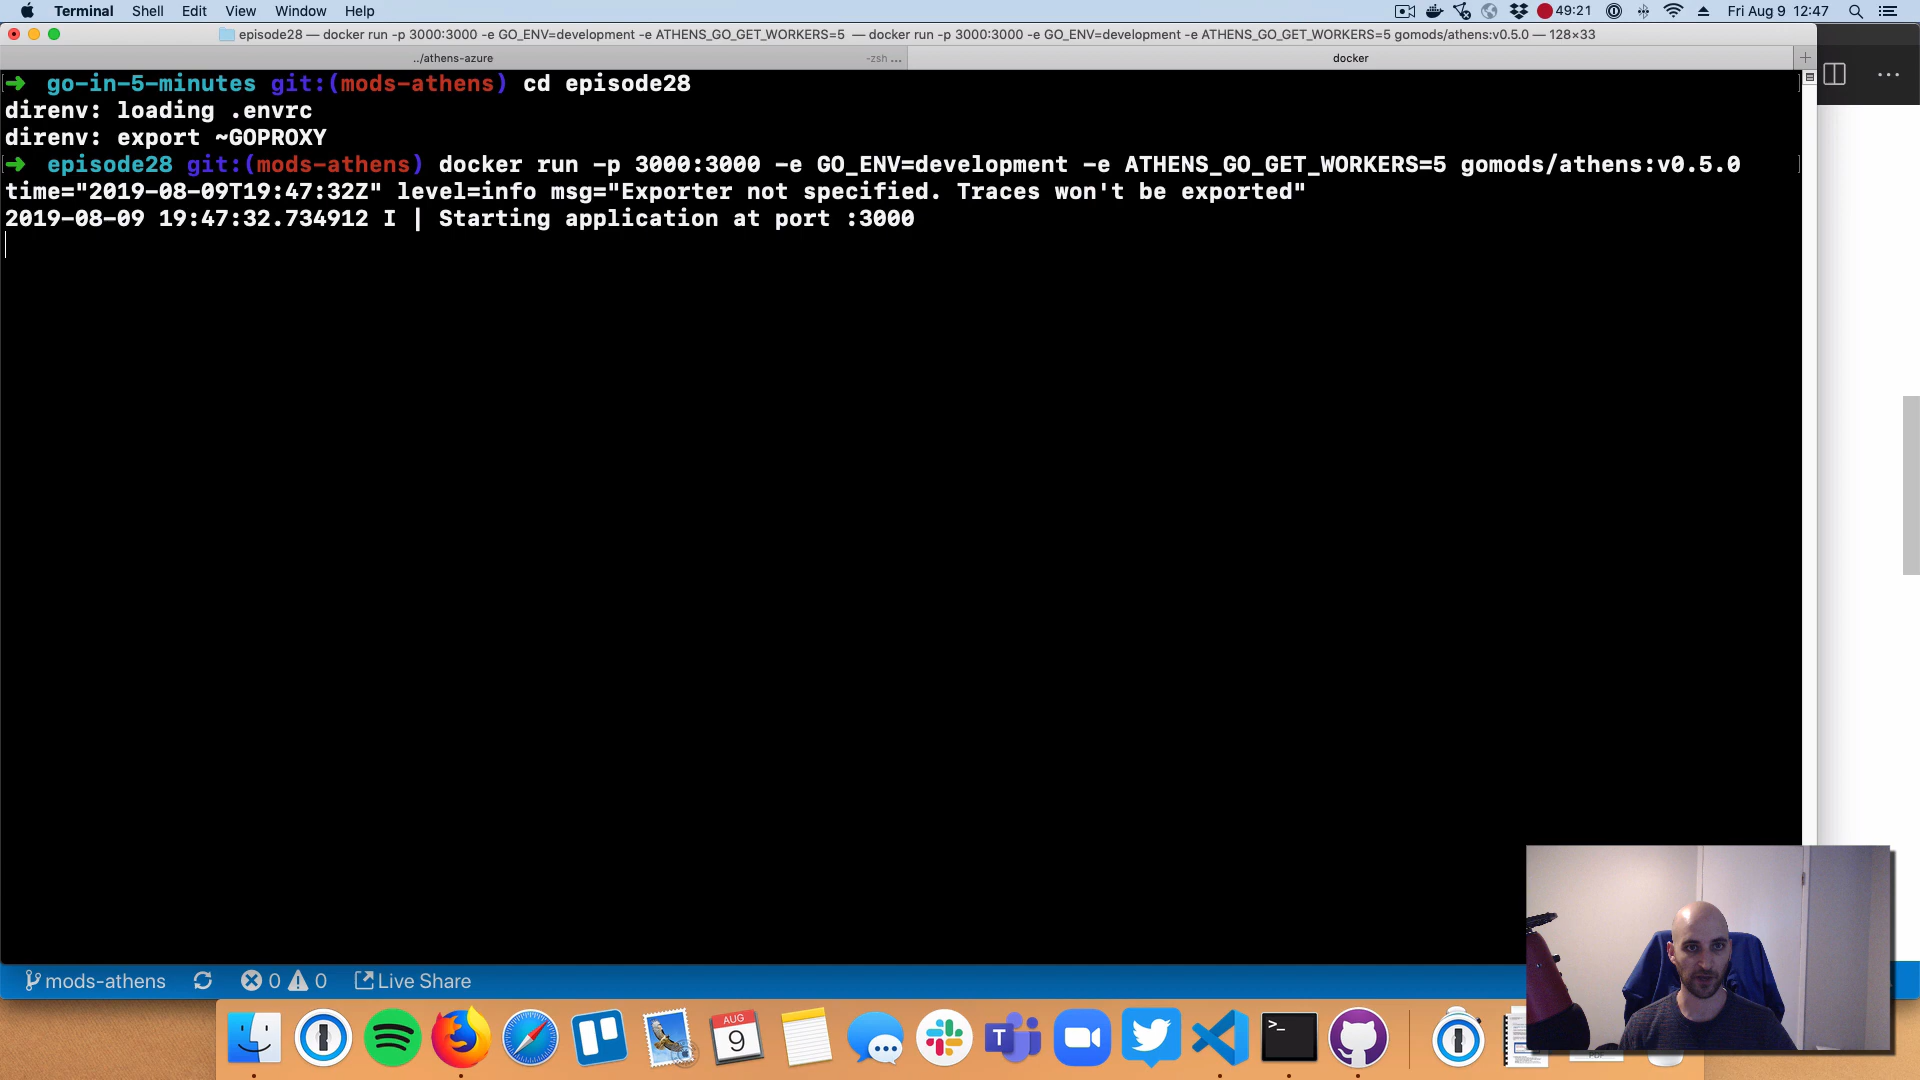 Terminal Shell Edit View Window Help 49:21 Fri Aug 9 12:47
episode28 — docker run -p 3000:3000 -e GO_ENV=development -e ATHENS_GO_GET_WORKERS=5 — docker run -p 3000:3000 -e GO_ENV=development -e ATHENS_GO_GET_WORKERS=5 gomods/athens:v0.5.0 — 128×33
../athens-azure -zsh ... docker
➜ go-in-5-minutes git:(mods-athens) cd episode28
direnv: loading .envrc
direnv: export ~GOPROXY
➜ episode28 git:(mods-athens) docker run -p 3000:3000 -e GO_ENV=development -e ATHENS_GO_GET_WORKERS=5 gomods/athens:v0.5.0
time="2019-08-09T19:47:32Z" level=info msg="Exporter not specified. Traces won't be exported"
2019-08-09 19:47:32.734912 I | Starting application at port :3000
mods-athens 0 0 Live Share
AUG
9
>_
PDF